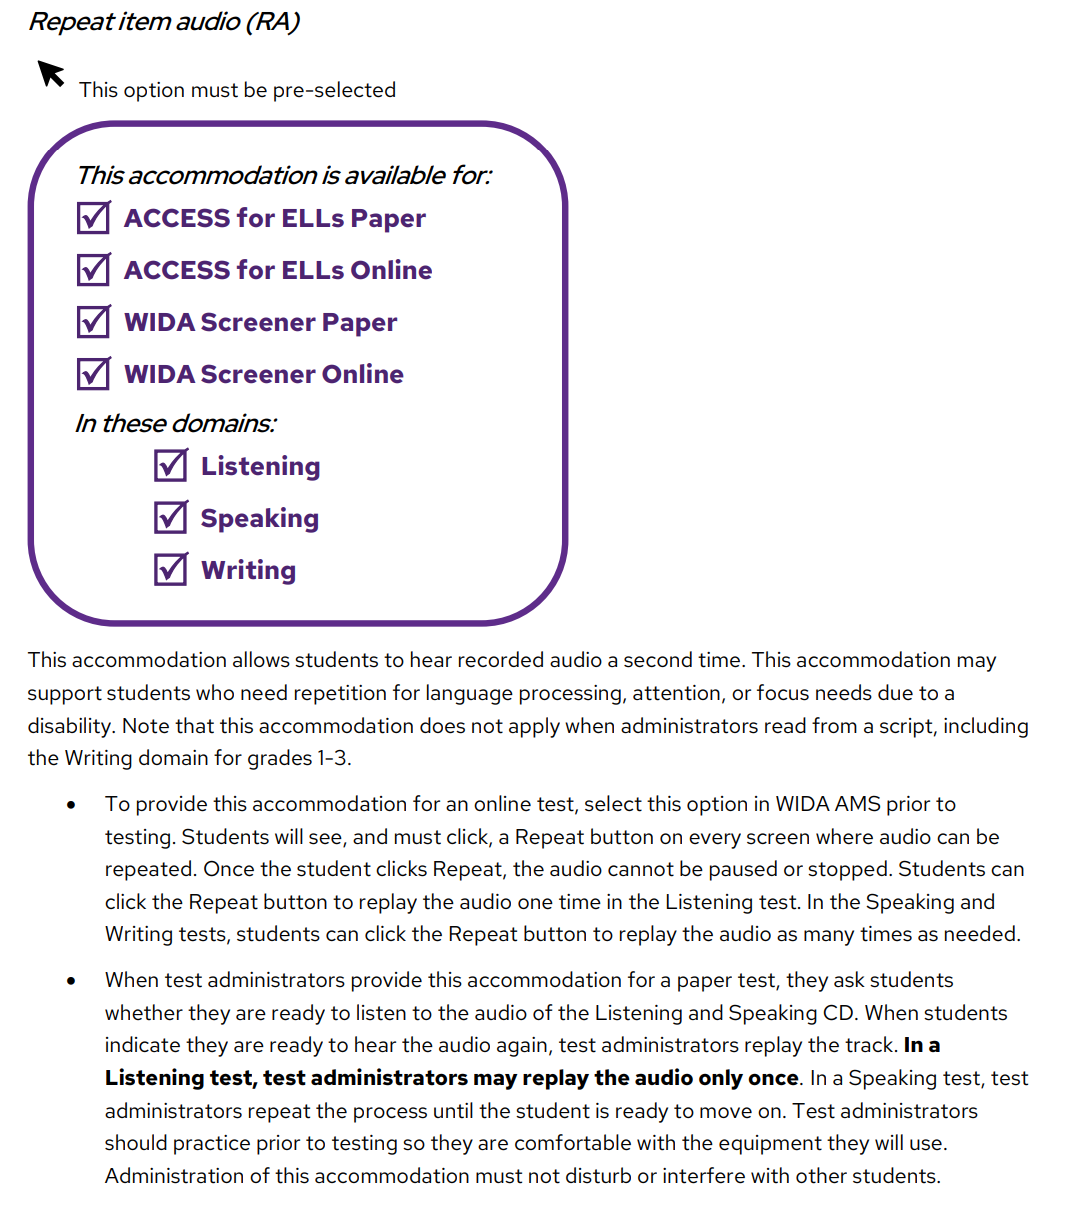 Repeat item audio (RA)
This option must be pre-selected
This accommodation is available for:
ACCESS for ELLs Paper
ACCESS for ELLs Online
WIDA Screener Paper
WIDA Screener Online
In these domains:
Listening
Speaking
Writing
This accommodation allows students to hear recorded audio a second time. This accommodation may
support students who need repetition for language processing, attention, or focus needs due to a
disability. Note that this accommodation does not apply when administrators read from a script, including
the Writing domain for grades 1-3.
• To provide this accommodation for an online test, select this option in WIDA AMS prior to
testing. Students will see, and must click, a Repeat button on every screen where audio can be
repeated. Once the student clicks Repeat, the audio cannot be paused or stopped. Students can
click the Repeat button to replay the audio one time in the Listening test. In the Speaking and
Writing tests, students can click the Repeat button to replay the audio as many times as needed.
• When test administrators provide this accommodation for a paper test, they ask students
whether they are ready to listen to the audio of the Listening and Speaking CD. When students
indicate they are ready to hear the audio again, test administrators replay the track. In a
Listening test, test administrators may replay the audio only once. In a Speaking test, test
administrators repeat the process until the student is ready to move on. Test administrators
should practice prior to testing so they are comfortable with the equipment they will use.
Administration of this accommodation must not disturb or interfere with other students.